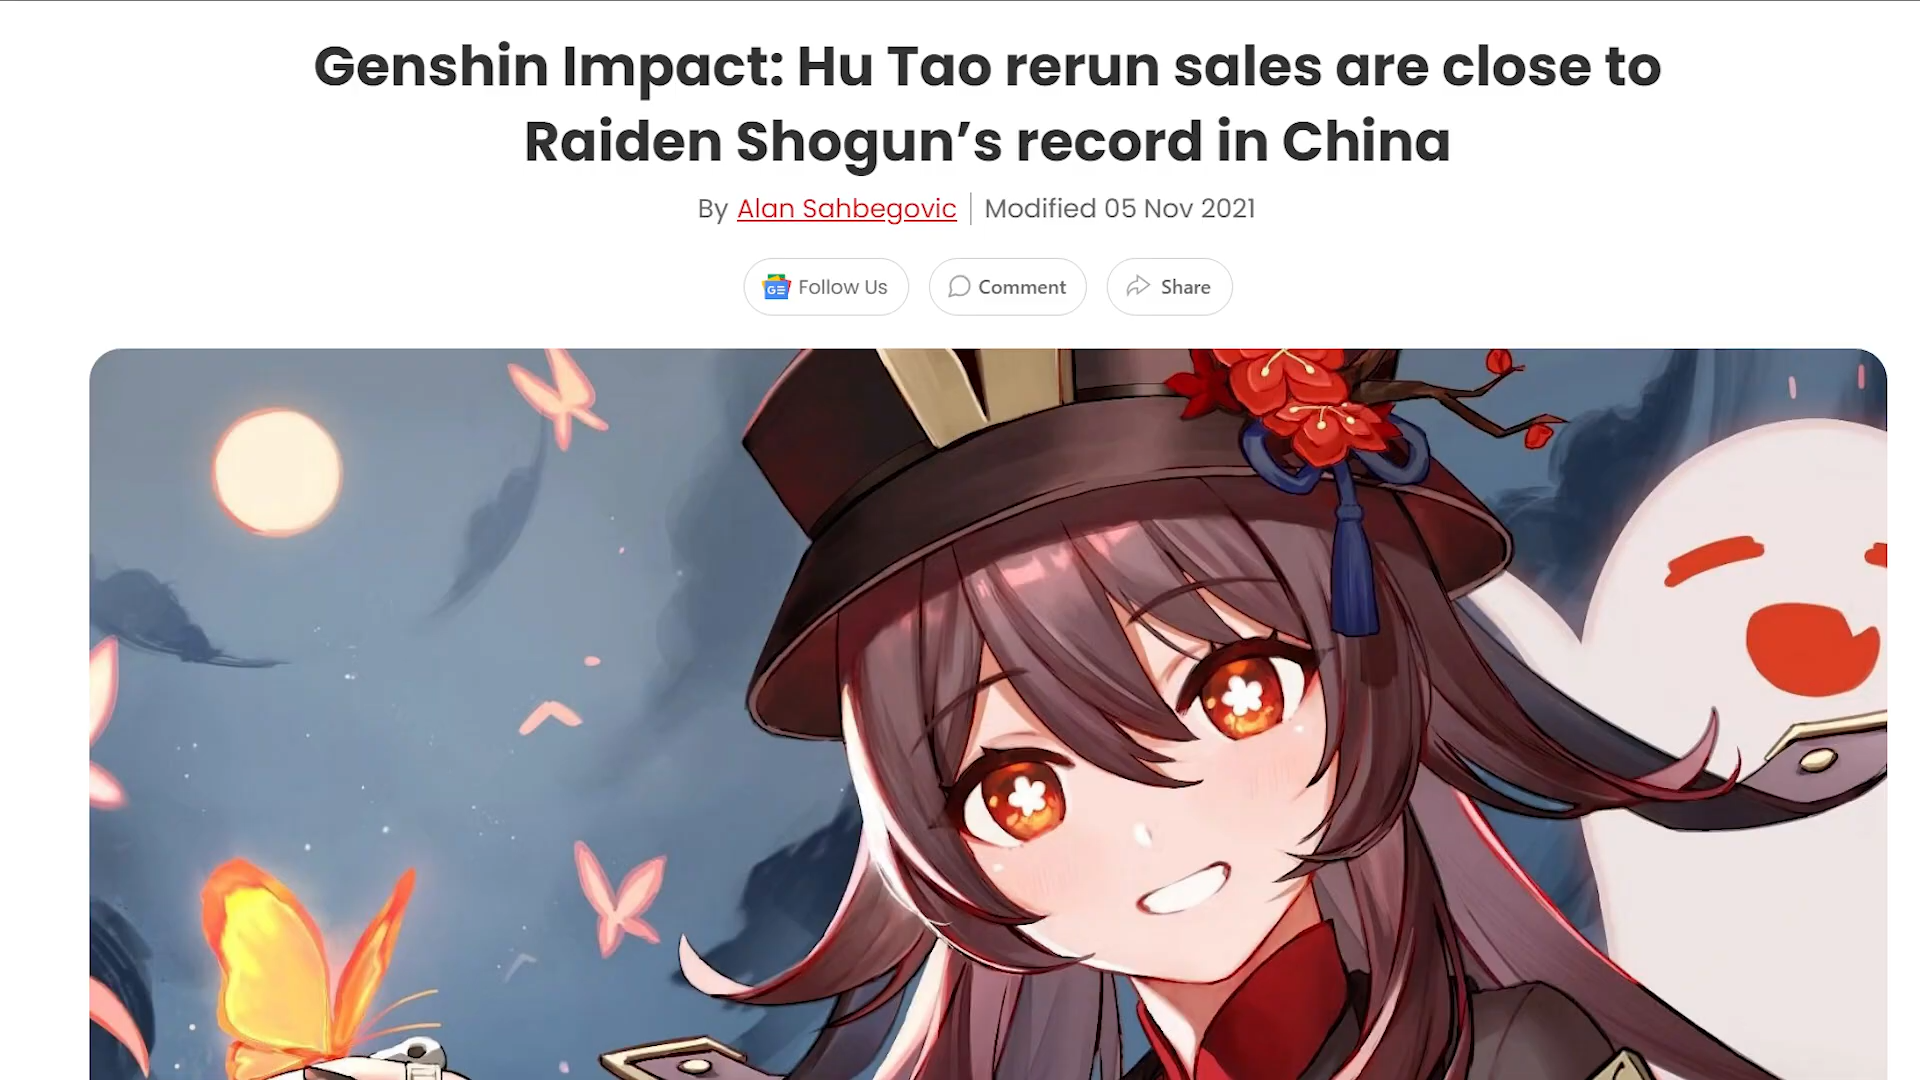 Genshin Impact: Hu Tao rerun sales are close to
Raiden Shogun’s record in China
By Alan Sahbegovic | Modified 05 Nov 2021
GE Follow Us Comment Share